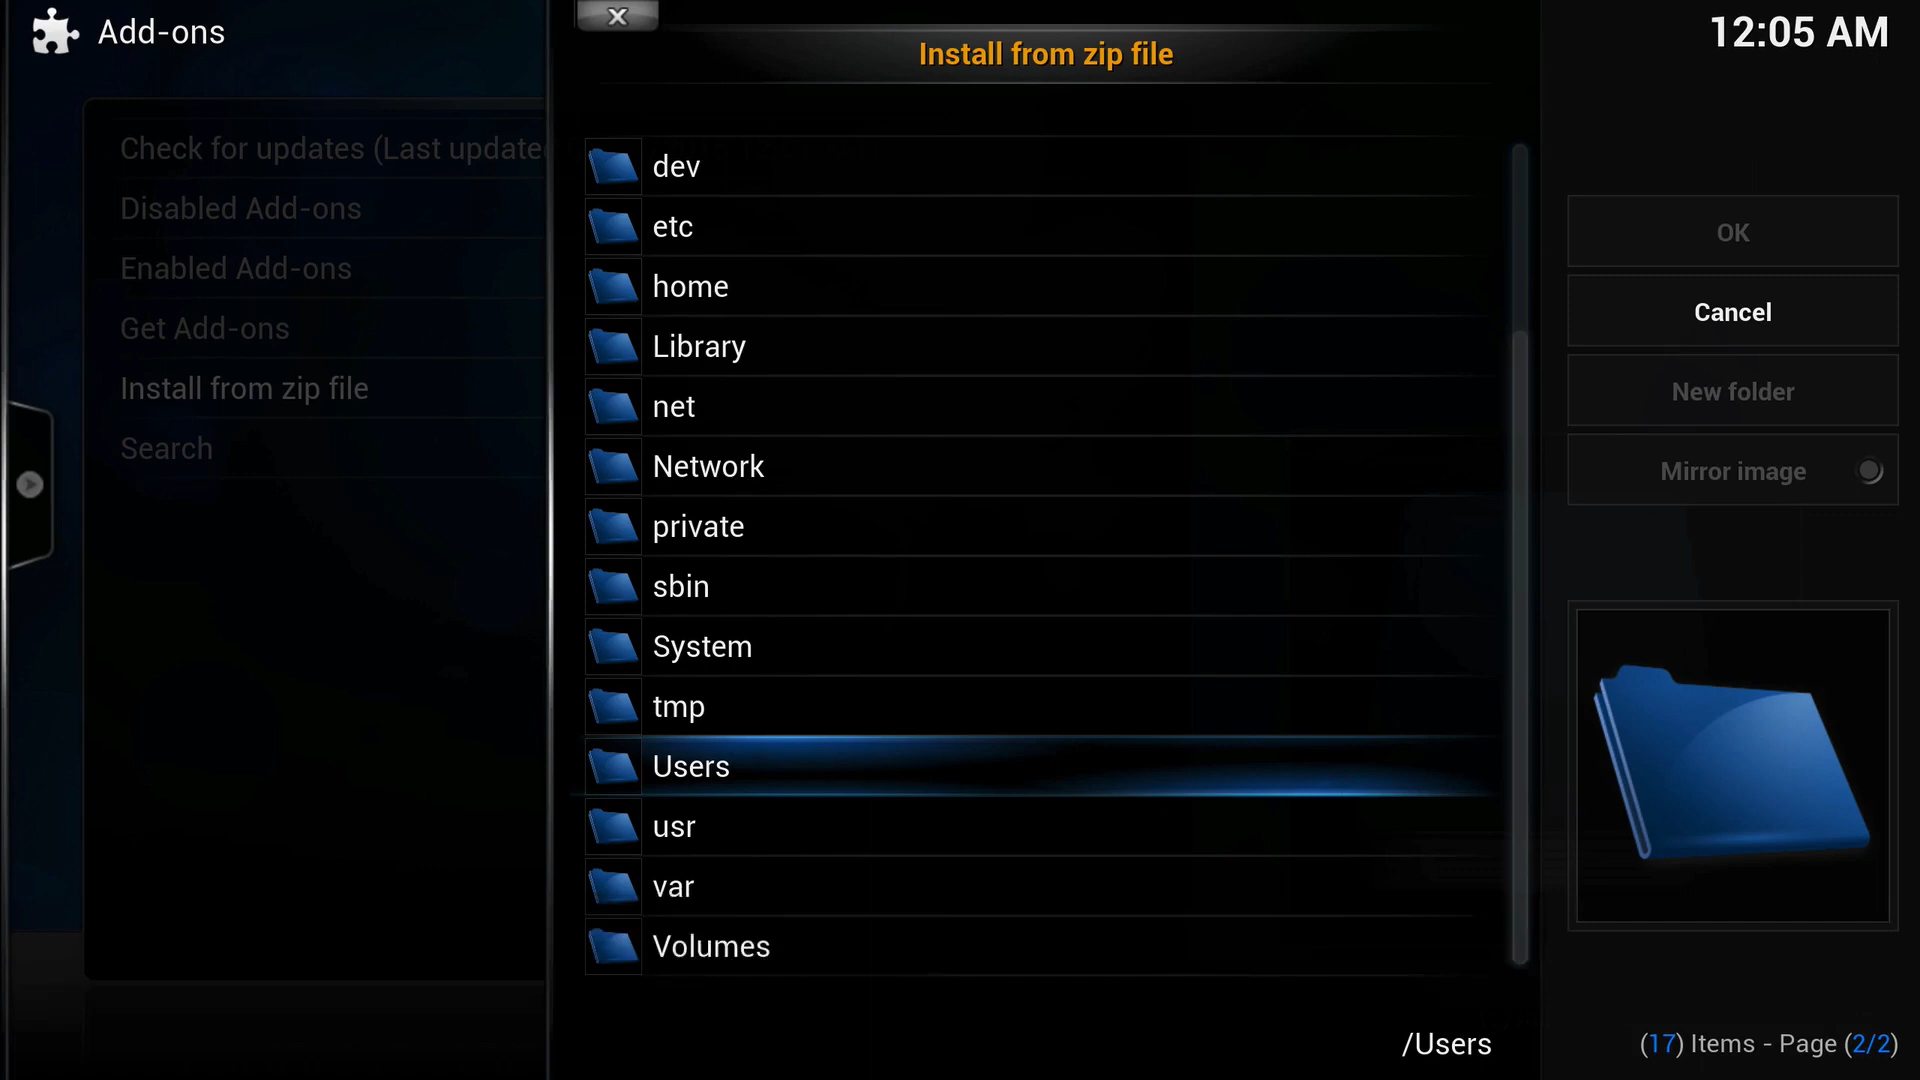 Add-ons
Check for updates (Last update
Disabled Add-ons
Enabled Add-ons
Get Add-ons
Install from zip file
Search
X
Install from zip file
dev
etc
home
Library
net
Network
private
sbin
System
tmp
Users
usr
var
Volumes
/Users
12:05 AM
OK
Cancel
New folder
Mirror image
(17) Items - Page (2/2)